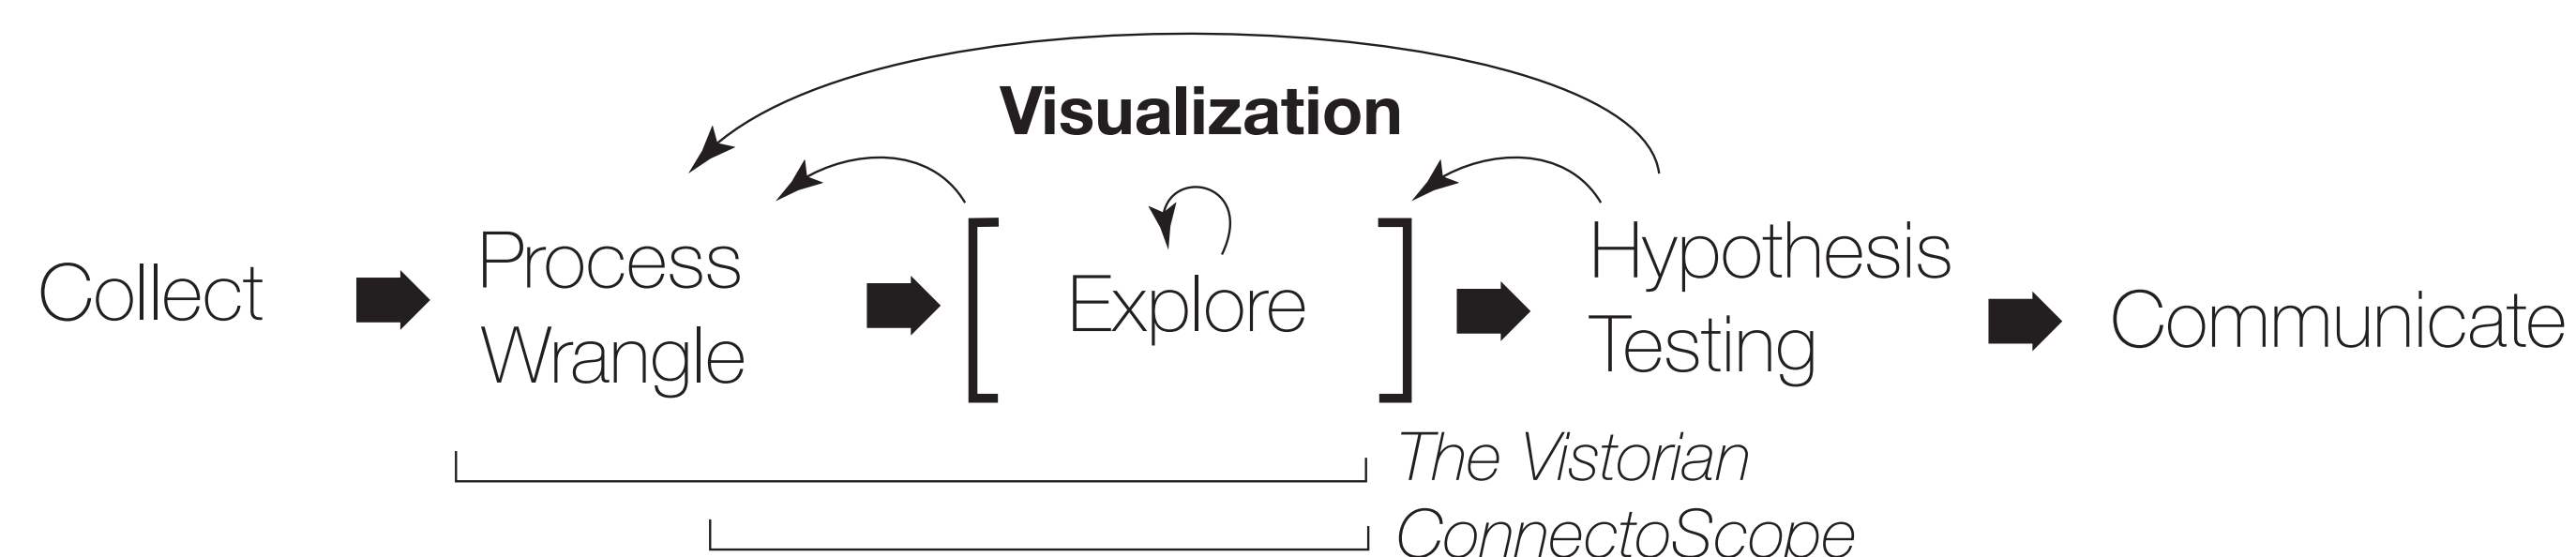 Visualization
Collect
Process
Wrangle
Explore
Hypothesis
Testing
Communicate
The Vistorian
ConnectoScope